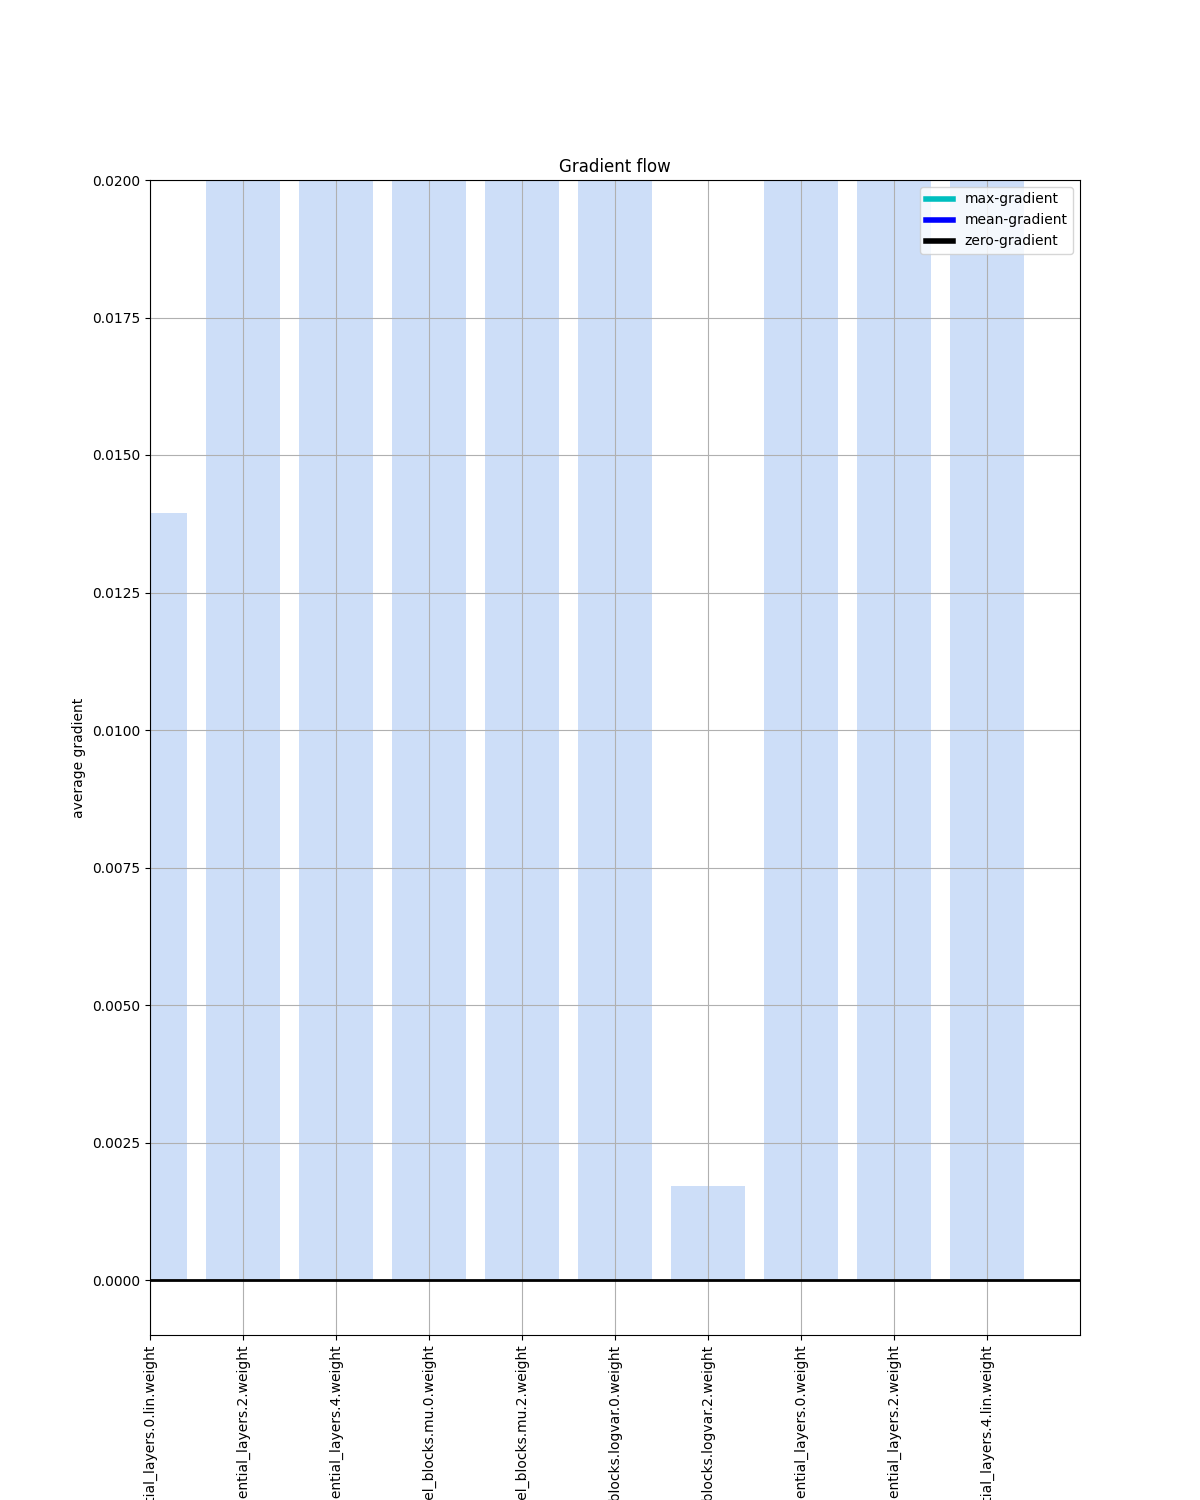 Gradient flow
max-gradient
mean-gradient
zero-gradient
0.0200
0.0175
0.0150
0.0125
0.0100
0.0075
0.0050
0.0025
0.0000
average gradient
tial_layers.0.lin.weight
ential_layers.2.weight
ential_layers.4.weight
el_blocks.mu.0.weight
el_blocks.mu.2.weight
blocks.logvar.0.weight
blocks.logvar.2.weight
ential_layers.0.weight
ential_layers.2.weight
tial_layers.4.lin.weight